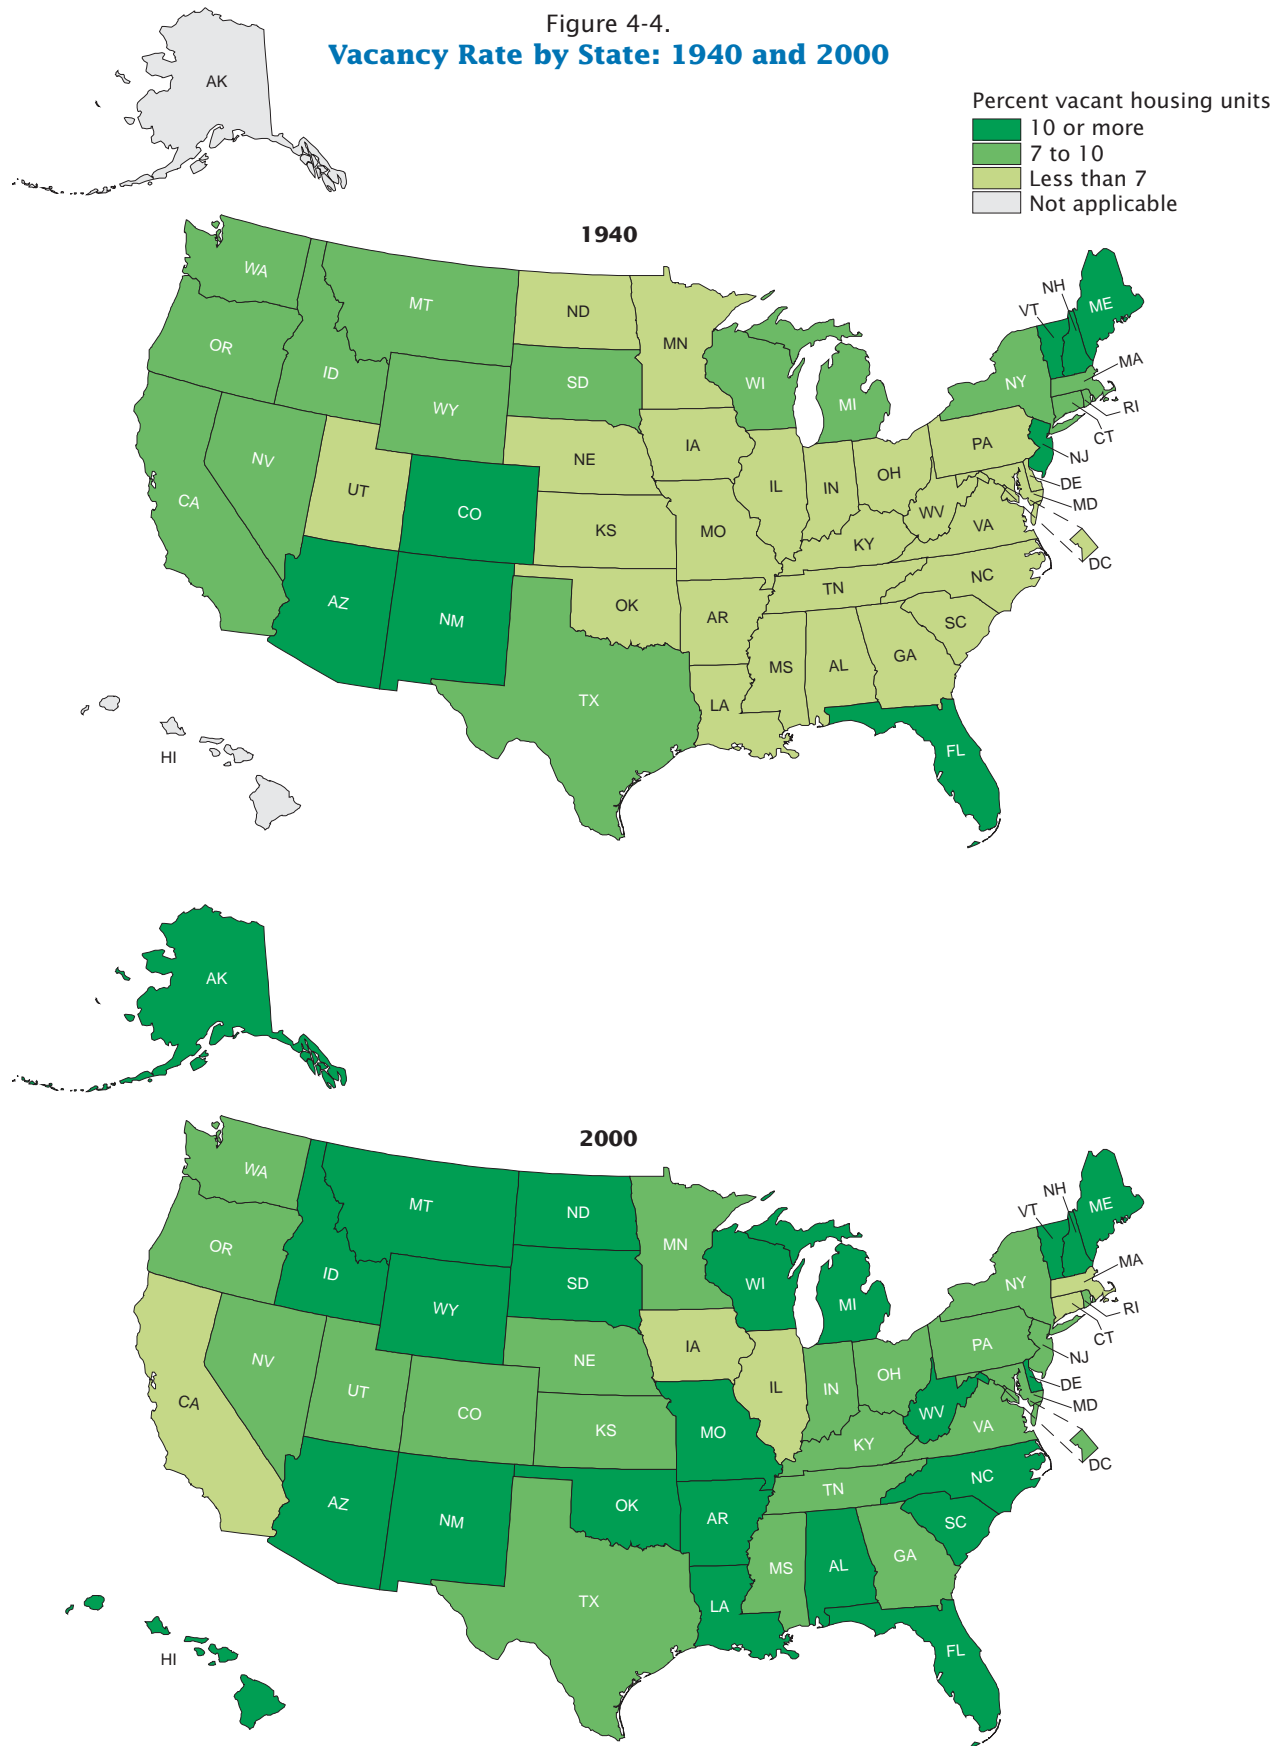 Figure 4-4.
Vacancy Rate by State: 1940 and 2000
AK
Percent vacant housing units
10 or more
7 to 10
Less than 7
Not applicable
1940
WA
MT
ND
MN
VT
NH
ME
OR
ID
WY
SD
WI
MI
NY
MA
RI
CT
NV
CA
UT
CO
NE
IA
KS
MO
IL
IN
OH
PA
NJ
DE
MD
WV
VA
DC
KY
AZ
NM
OK
AR
TN
NC
SC
TX
LA
MS
AL
GA
FL
HI
AK
2000
WA
MT
ND
MN
VT
NH
ME
OR
ID
WY
SD
WI
MI
NY
MA
RI
CT
NV
CA
UT
CO
NE
IA
KS
MO
IL
IN
OH
PA
NJ
DE
MD
WV
VA
DC
KY
AZ
NM
OK
AR
TN
NC
SC
TX
LA
MS
AL
GA
FL
HI